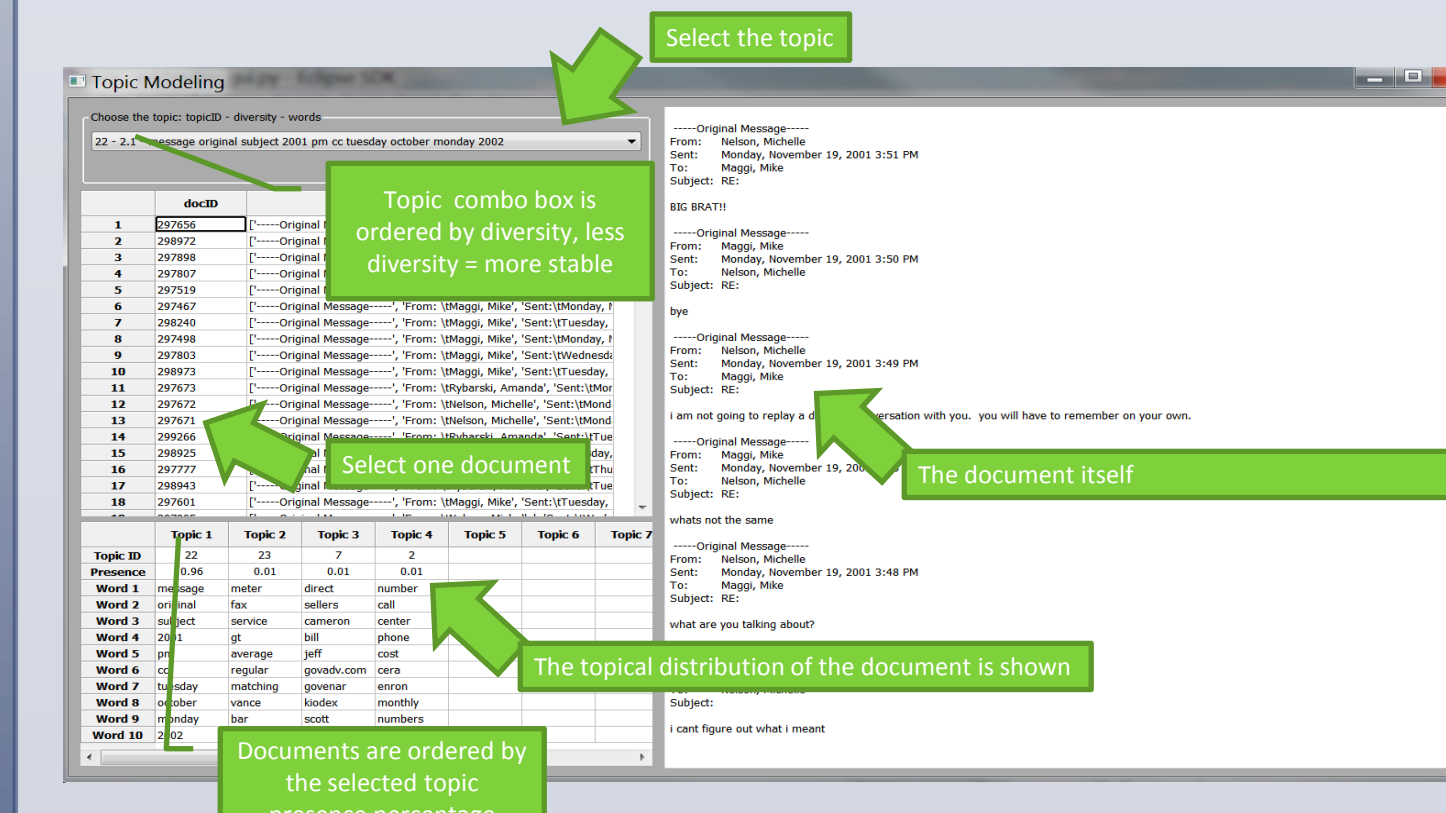 Select the topic
Topic Modeling
Choose the topic: topicID - diversity - words
22 - 2.1 - message original subject 2001 pm cc tuesday october monday 2002
Topic combo box is
ordered by diversity, less
diversity = more stable
docID
1 297656 ['-----Original
2 298972 ['-----Original
3 297898 ['-----Original
4 297807 ['-----Original
5 297519 ['-----Original
6 297467 ['-----Original Message-----', 'From: \tMaggi, Mike', 'Sent:\tMonday,
7 298240 ['-----Original Message-----', 'From: \tMaggi, Mike', 'Sent:\tTuesday,
8 297498 ['-----Original Message-----', 'From: \tMaggi, Mike', 'Sent:\tMonday,
9 297803 ['-----Original Message-----', 'From: \tMaggi, Mike', 'Sent:\tWednesda
10 298973 ['-----Original Message-----', 'From: \tMaggi, Mike', 'Sent:\tTuesday,
11 297673 ['-----Original Message-----', 'From: \tRybarski, Amanda', 'Sent:\tMon
12 297672 ['-----Original Message-----', 'From: \tNelson, Michelle', 'Sent:\tMond
13 297671 -----Original Message-----', 'From: \tNelson, Michelle', 'Sent:\tMond
14 299266 Original Message-----', 'From: \tRybarski, Amanda', 'Sent:\tTue
15 298925
16 297777
17 298943
18 297601 ['-----Original Message-----', 'From: \tMaggi, Mike', 'Sent:\tTuesday,
Select one document
Topic 1 Topic 2 Topic 3 Topic 4 Topic 5 Topic 6 Topic 7
Topic ID 22 23 7 2
Presence 0.96 0.01 0.01 0.01
Word 1 message meter direct number
Word 2 original fax sellers call
Word 3 subject service cameron center
Word 4 2001 gt bill phone
Word 5 pm average jeff cost
Word 6 cc regular govadv.com cera
Word 7 tuesday matching govenar enron
Word 8 october vance kiodex monthly
Word 9 monday bar scott numbers
Word 10 2002
Documents are ordered by
the selected topic
presence percentage
-----Original Message-----
From: Nelson, Michelle
Sent: Monday, November 19, 2001 3:51 PM
To: Maggi, Mike
Subject: RE:
BIG BRAT!!
-----Original Message-----
From: Maggi, Mike
Sent: Monday, November 19, 2001 3:50 PM
To: Nelson, Michelle
Subject: RE:
bye
-----Original Message-----
From: Nelson, Michelle
Sent: Monday, November 19, 2001 3:49 PM
To: Maggi, Mike
Subject: RE:
i am not going to replay a conversation with you. you will have to remember on your own.
-----Original Message-----
From: Maggi, Mike
Sent: Monday, November 19,
To: Nelson, Michelle
Subject: RE:
The document itself
whats not the same
-----Original Message-----
From: Nelson, Michelle
Sent: Monday, November 19, 2001 3:48 PM
To: Maggi, Mike
Subject: RE:
what are you talking about?
The topical distribution of the document is shown
Subject:
i cant figure out what i meant